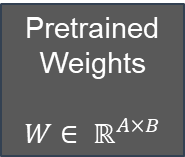 Pretrained
Weights
W ∈ ℝ^{A×B}